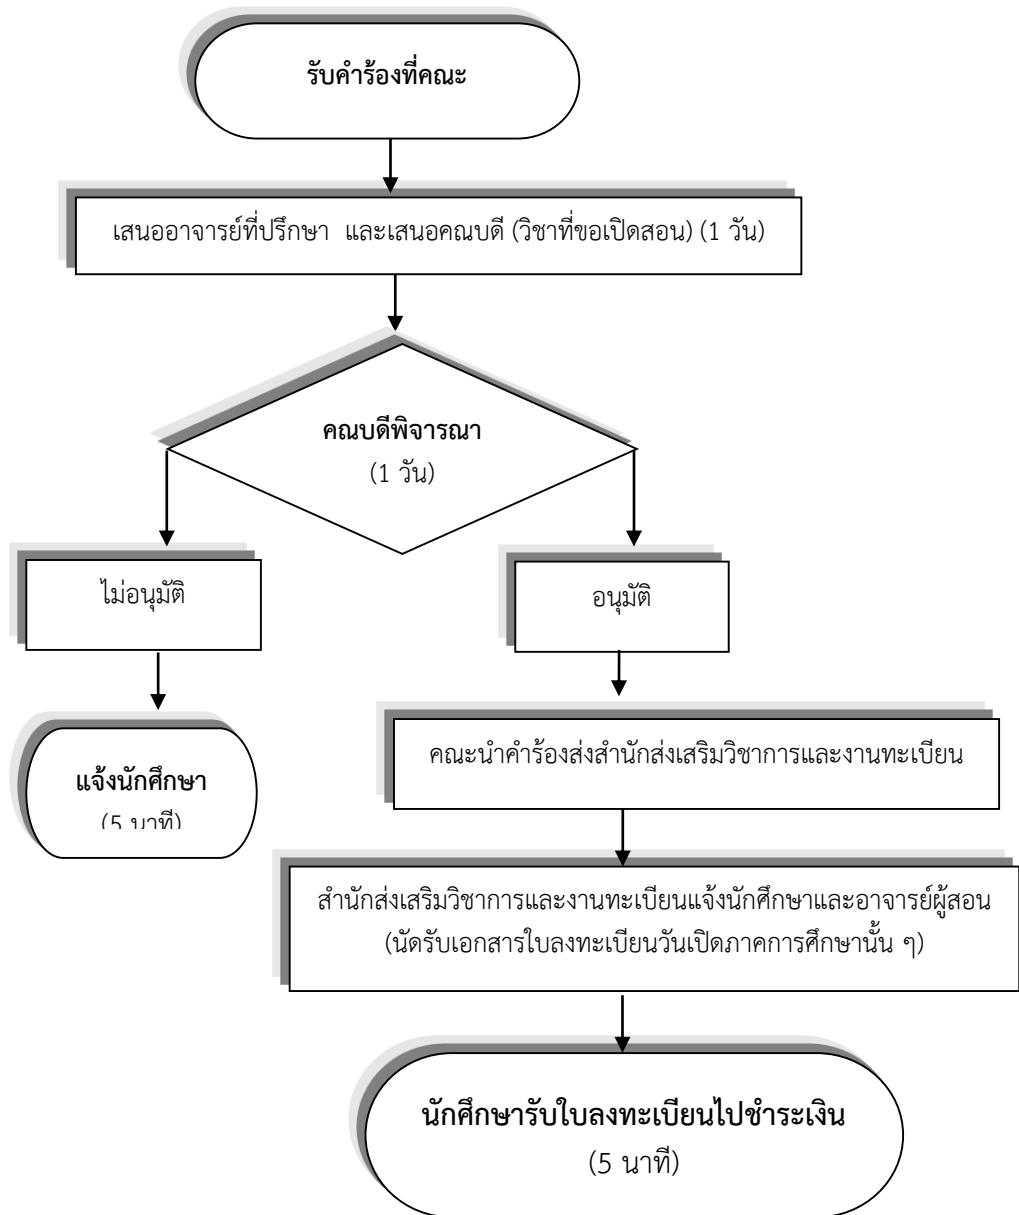 รับคำร้องที่คณะ
เสนออาจารย์ที่ปรึกษา และเสนอคณบดี (วิชาที่ขอเปิดสอน) (1 วัน)
คณบดีพิจารณา
(1 วัน)
ไม่อนุมัติ
อนุมัติ
คณะนำคำร้องส่งสำนักส่งเสริมวิชาการและงานทะเบียน
แจ้งนักศึกษา
(5 นาที)
สำนักส่งเสริมวิชาการและงานทะเบียนแจ้งนักศึกษาและอาจารย์ผู้สอน
(นัดรับเอกสารใบลงทะเบียนวันเปิดภาคการศึกษานั้น ๆ)
นักศึกษารับใบลงทะเบียนไปชำระเงิน
(5 นาที)